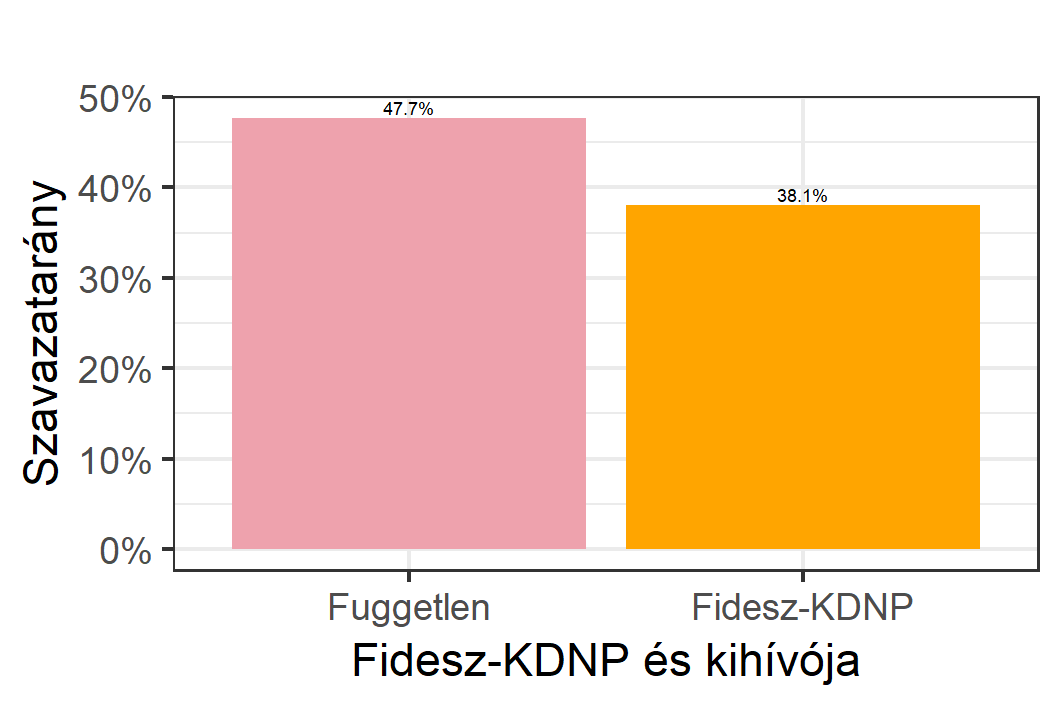 50%
40%
30%
20%
10%
0%
Szavazatarány
47.7%
38.1%
Fuggetlen
Fidesz-KDNP
Fidesz-KDNP és kihívója